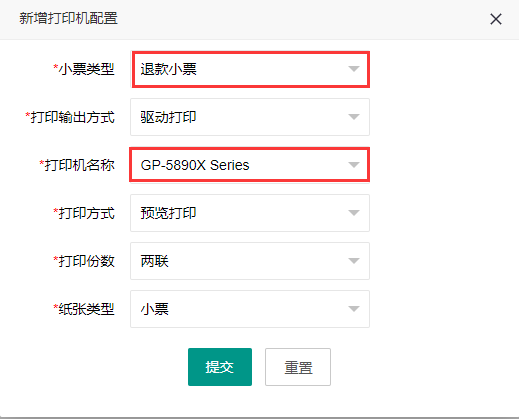 新增打印机配置
*小票类型 退款小票
*打印输出方式 驱动打印
*打印机名称 GP-5890X Series
*打印方式 预览打印
*打印份数 两联
*纸张类型 小票
提交 重置